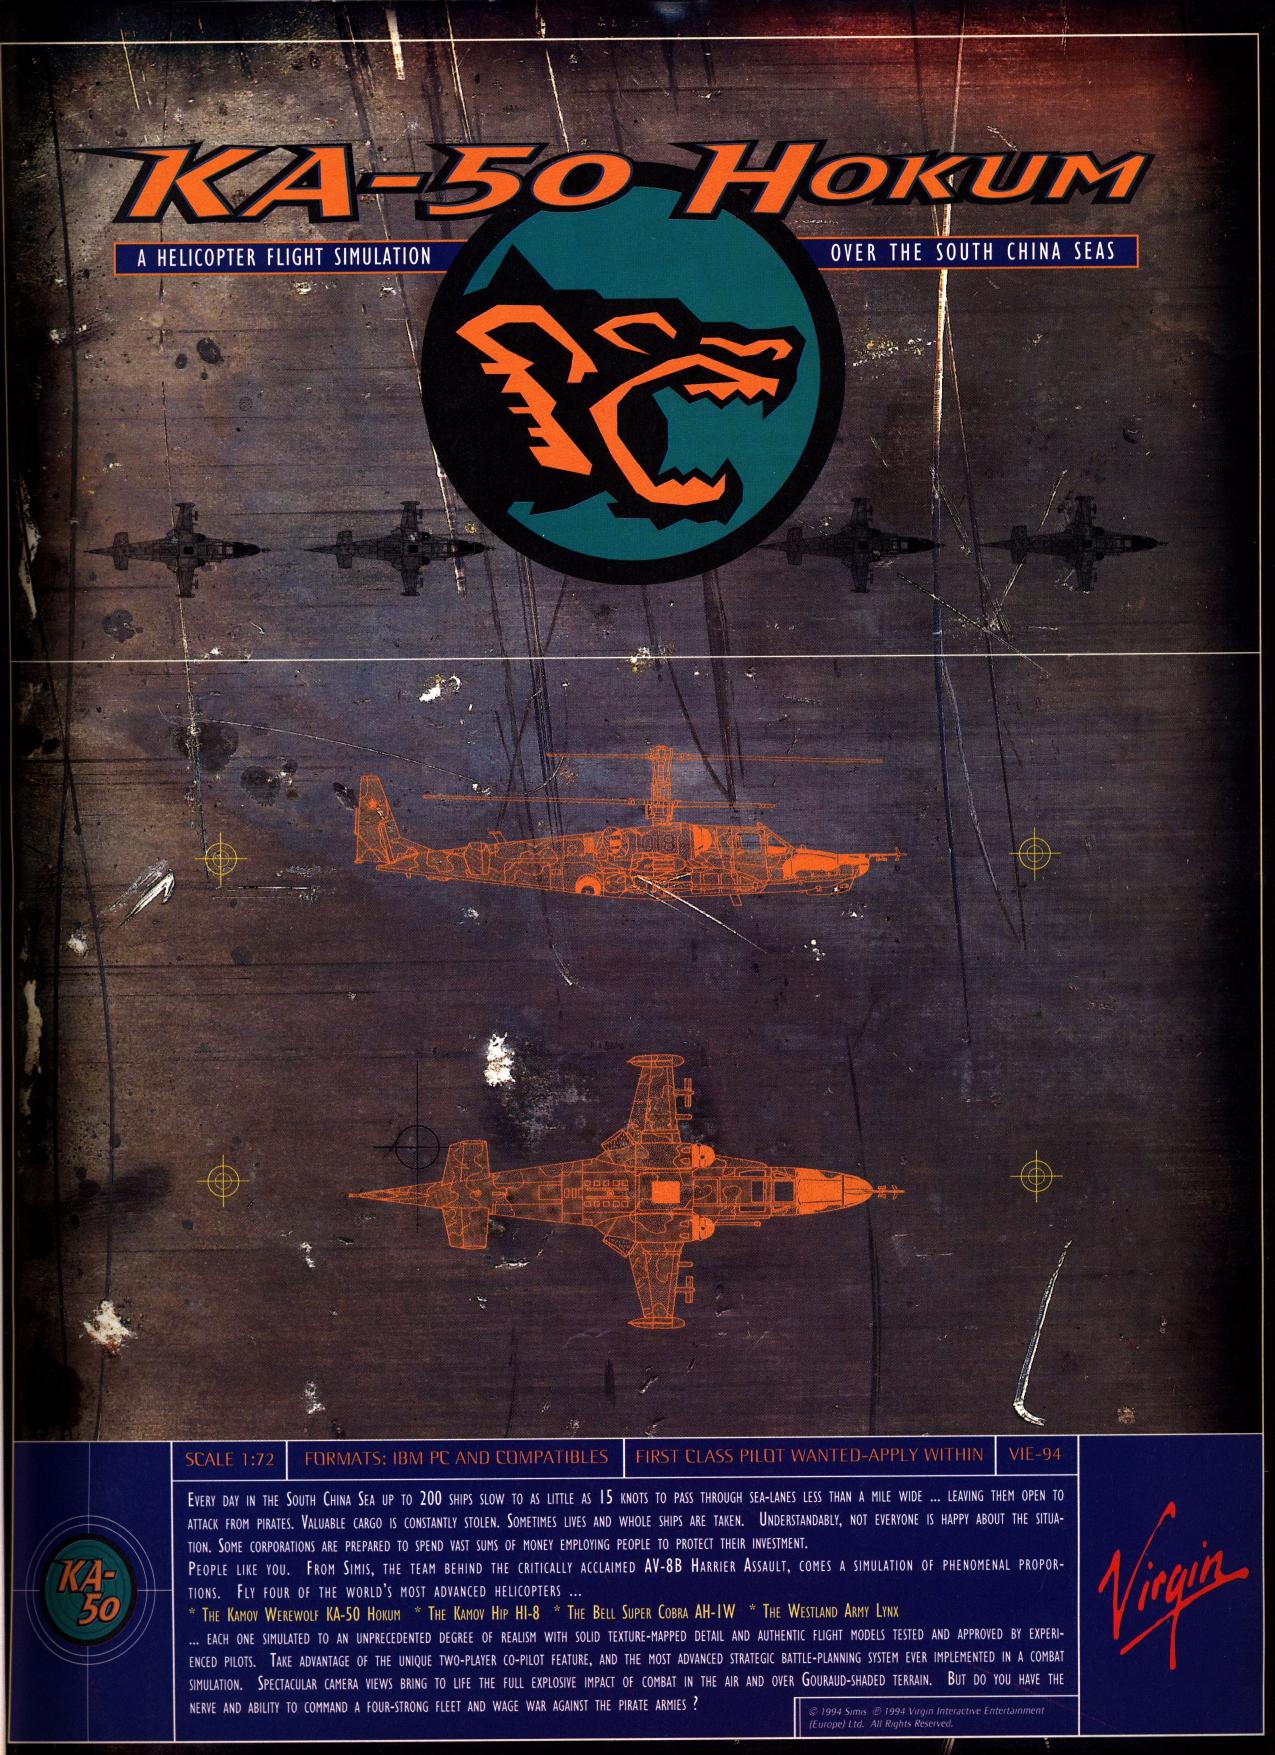 KA-50 HOKUM
A HELICOPTER FLIGHT SIMULATION
OVER THE SOUTH CHINA SEAS
SCALE 1:72
FORMATS: IBM PC AND COMPATIBLES
FIRST CLASS PILOT WANTED-APPLY WITHIN
VIE-94
EVERY DAY IN THE SOUTH CHINA SEA UP TO 200 SHIPS SLOW TO AS LITTLE AS 15 KNOTS TO PASS THROUGH SEA-LANES LESS THAN A MILE WIDE ... LEAVING THEM OPEN TO
ATTACK FROM PIRATES. VALUABLE CARGO IS CONSTANTLY STOLEN. SOMETIMES LIVES AND WHOLE SHIPS ARE TAKEN. UNDERSTANDABLY, NOT EVERYONE IS HAPPY ABOUT THE SITUA-
TION. SOME CORPORATIONS ARE PREPARED TO SPEND VAST SUMS OF MONEY EMPLOYING PEOPLE TO PROTECT THEIR INVESTMENT.
PEOPLE LIKE YOU. FROM SIMIS, THE TEAM BEHIND THE CRITICALLY ACCLAIMED AV-8B HARRIER ASSAULT, COMES A SIMULATION OF PHENOMENAL PROPOR-
TIONS. FLY FOUR OF THE WORLD'S MOST ADVANCED HELICOPTERS ...
* THE KAMOV WEREWOLF KA-50 HOKUM * THE KAMOV HIP HI-8 * THE BELL SUPER COBRA AH-1W * THE WESTLAND ARMY LYNX
... EACH ONE SIMULATED TO AN UNPRECEDENTED DEGREE OF REALISM WITH SOLID TEXTURE-MAPPED DETAIL AND AUTHENTIC FLIGHT MODELS TESTED AND APPROVED BY EXPERI-
ENCED PILOTS. TAKE ADVANTAGE OF THE UNIQUE TWO-PLAYER CO-PILOT FEATURE, AND THE MOST ADVANCED STRATEGIC BATTLE-PLANNING SYSTEM EVER IMPLEMENTED IN A COMBAT
SIMULATION. SPECTACULAR CAMERA VIEWS BRING TO LIFE THE FULL EXPLOSIVE IMPACT OF COMBAT IN THE AIR AND OVER GOURAUD-SHADED TERRAIN. BUT DO YOU HAVE THE
NERVE AND ABILITY TO COMMAND A FOUR-STRONG FLEET AND WAGE WAR AGAINST THE PIRATE ARMIES ?
© 1994 Simis ℗ 1994 Virgin Interactive Entertainment
(Europe) Ltd. All Rights Reserved.
KA-
50
Virgin